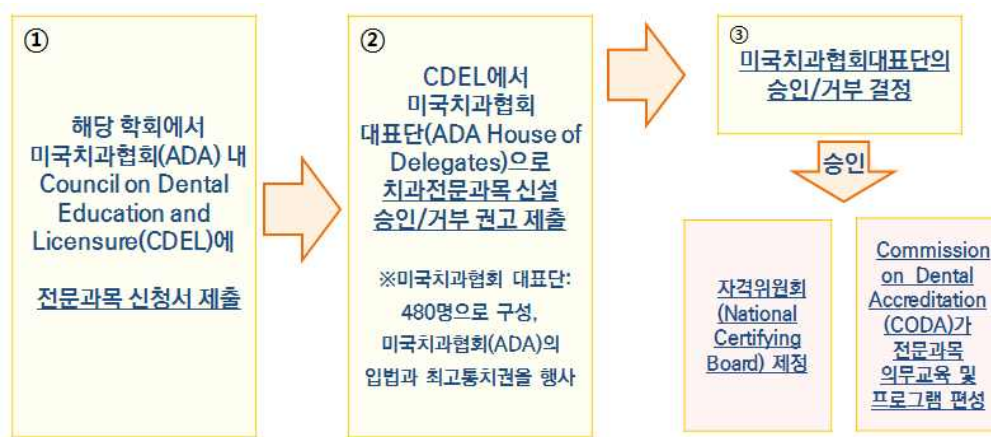 ①
해당 학회에서
미국치과협회(ADA) 내
Council on Dental
Education and
Licensure(CDEL)에
전문과목 신청서 제출
②
CDEL에서
미국치과협회
대표단(ADA House of
Delegates)으로
치과전문과목 신설
승인/거부 권고 제출
※미국치과협회 대표단:
480명으로 구성,
미국치과협회(ADA)의
입법과 최고통치권을 행사
③
미국치과협회대표단의
승인/거부 결정
승인
자격위원회
(National
Certifying
Board) 제정
Commission
on Dental
Accreditation
(CODA)가
전문과목
의무교육 및
프로그램 편성